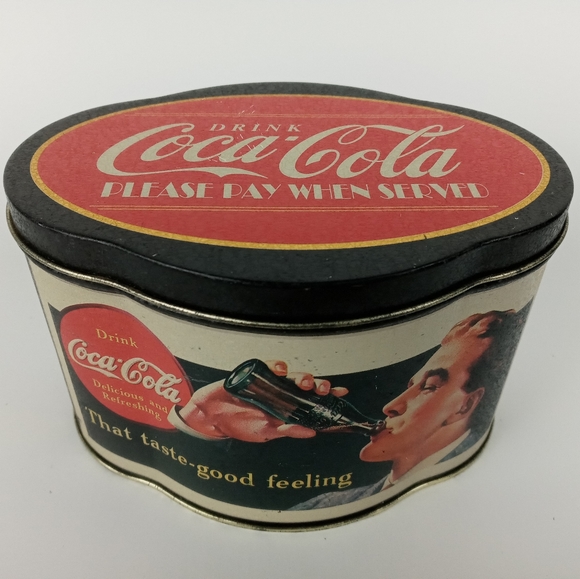 DRINK
Coca-Cola
PLEASE PAY WHEN SERVED
Drink
Coca-Cola
Delicious and
Refreshing
That taste-good feeling